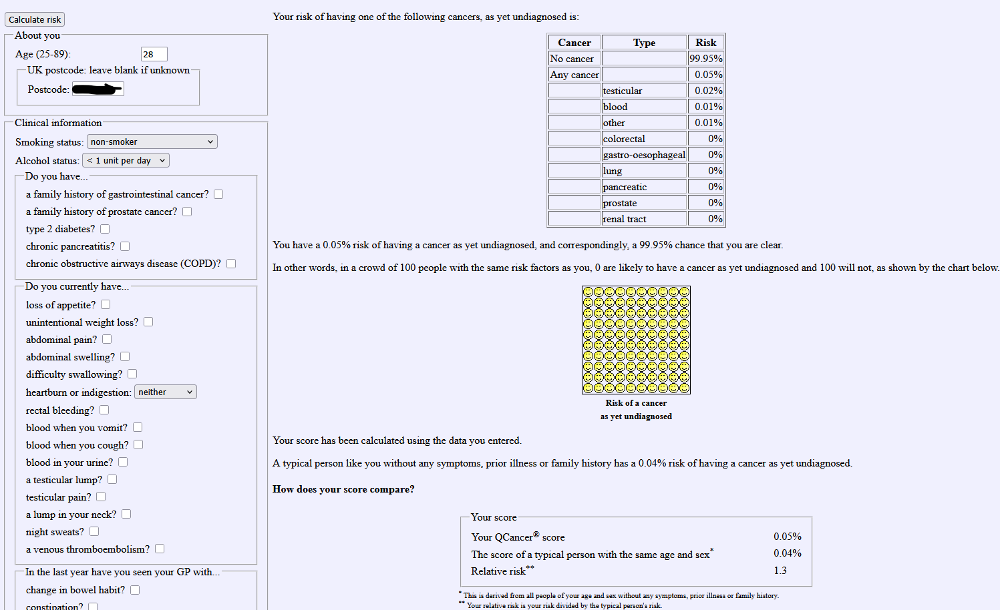 Calculate risk
About you
Age (25-89): 28
UK postcode: leave blank if unknown
Postcode:
Clinical information
Smoking status: non-smoker
Alcohol status: < 1 unit per day
Do you have...
a family history of gastrointestinal cancer?
a family history of prostate cancer?
type 2 diabetes?
chronic pancreatitis?
chronic obstructive airways disease (COPD)?
Do you currently have...
loss of appetite?
unintentional weight loss?
abdominal pain?
abdominal swelling?
difficulty swallowing?
heartburn or indigestion: neither
rectal bleeding?
blood when you vomit?
blood when you cough?
blood in your urine?
a testicular lump?
testicular pain?
a lump in your neck?
night sweats?
a venous thromboembolism?
In the last year have you seen your GP with...
change in bowel habit?
constipation?
Your risk of having one of the following cancers, as yet undiagnosed is:
Cancer Type Risk
No cancer 99.95%
Any cancer 0.05%
testicular 0.02%
blood 0.01%
other 0.01%
colorectal 0%
gastro-oesophageal 0%
lung 0%
pancreatic 0%
prostate 0%
renal tract 0%
You have a 0.05% risk of having a cancer as yet undiagnosed, and correspondingly, a 99.95% chance that you are clear.
In other words, in a crowd of 100 people with the same risk factors as you, 0 are likely to have a cancer as yet undiagnosed and 100 will not, as shown by the chart below.
Risk of a cancer
as yet undiagnosed
Your score has been calculated using the data you entered.
A typical person like you without any symptoms, prior illness or family history has a 0.04% risk of having a cancer as yet undiagnosed.
How does your score compare?
Your score
Your QCancer® score 0.05%
The score of a typical person with the same age and sex* 0.04%
Relative risk** 1.3
* This is derived from all people of your age and sex without any symptoms, prior illness or family history.
** Your relative risk is your risk divided by the typical person's risk.